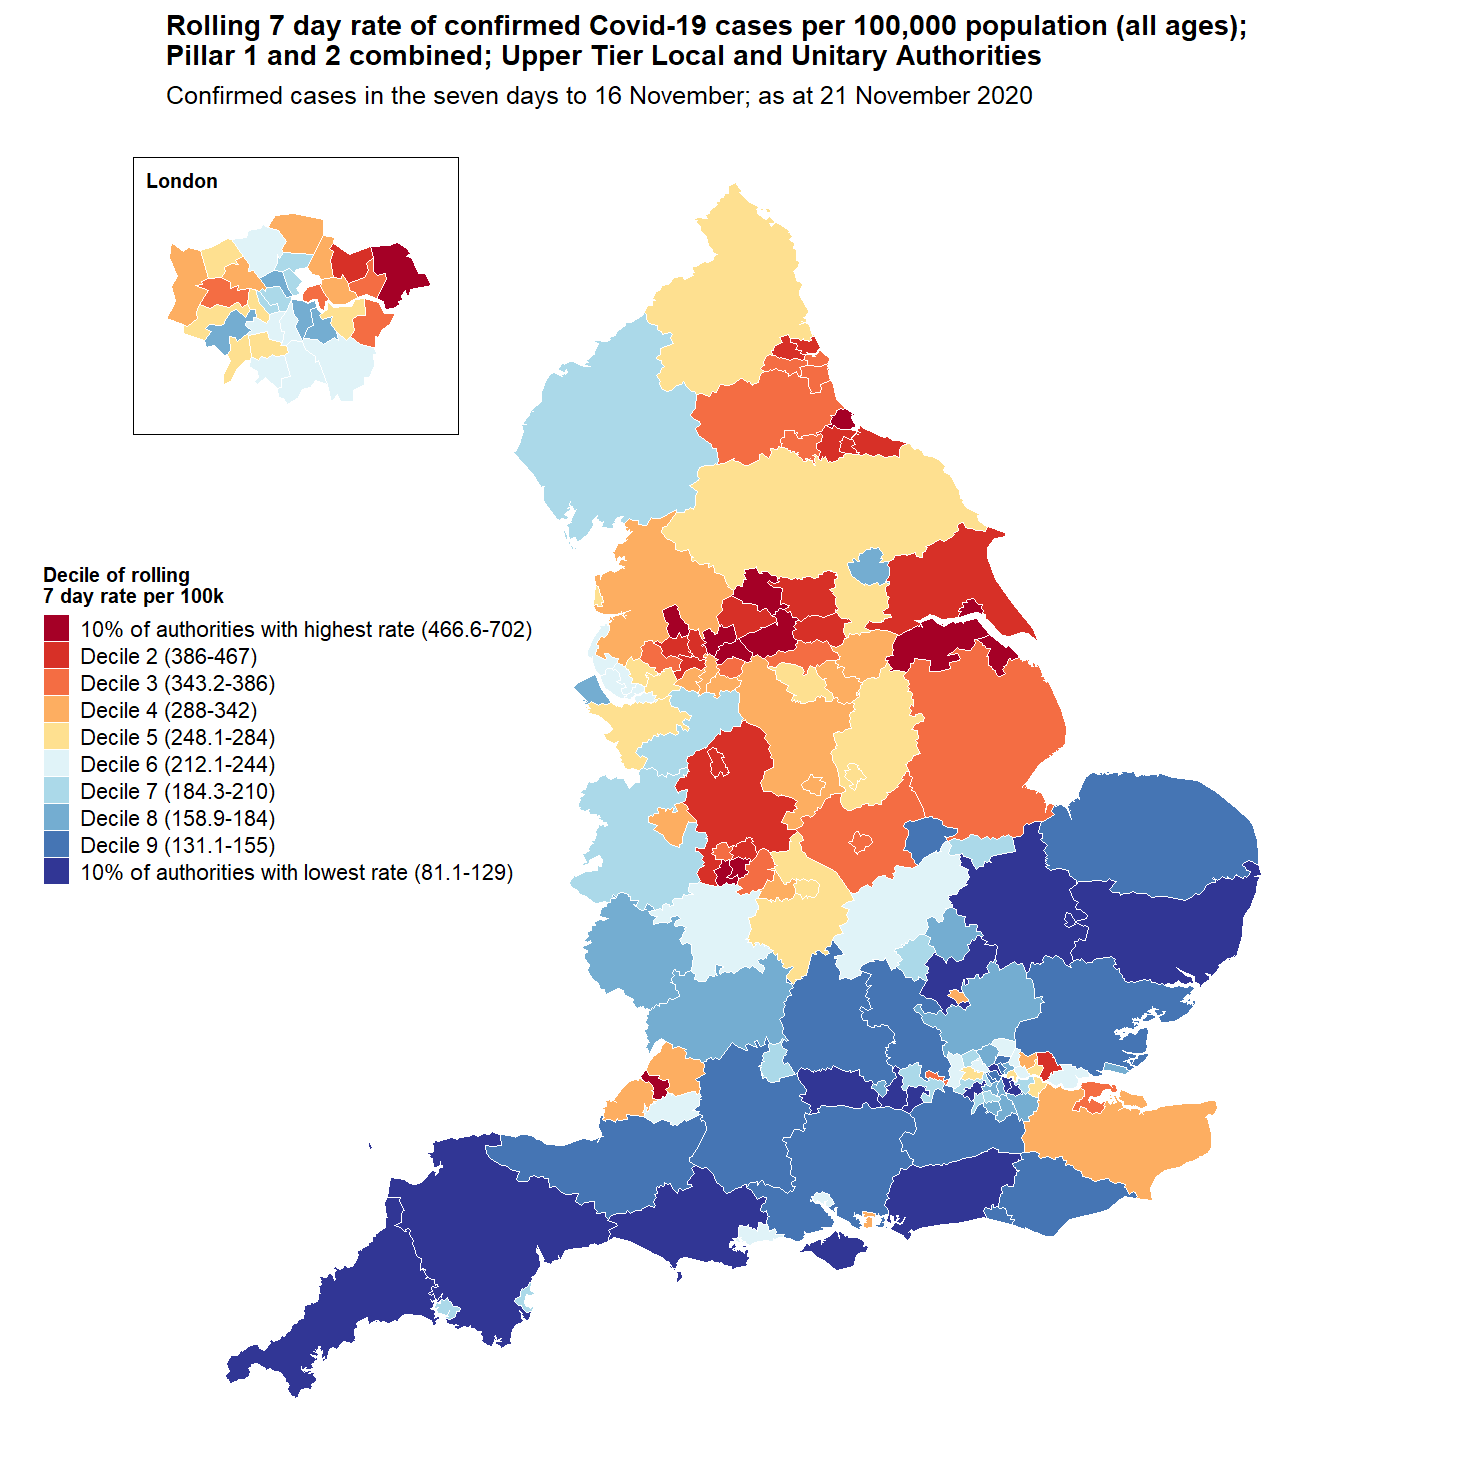 Rolling 7 day rate of confirmed Covid-19 cases per 100,000 population (all ages);
Pillar 1 and 2 combined; Upper Tier Local and Unitary Authorities
Confirmed cases in the seven days to 16 November; as at 21 November 2020
London
Decile of rolling
7 day rate per 100k
10% of authorities with highest rate (466.6-702)
Decile 2 (386-467)
Decile 3 (343.2-386)
Decile 4 (288-342)
Decile 5 (248.1-284)
Decile 6 (212.1-244)
Decile 7 (184.3-210)
Decile 8 (158.9-184)
Decile 9 (131.1-155)
10% of authorities with lowest rate (81.1-129)